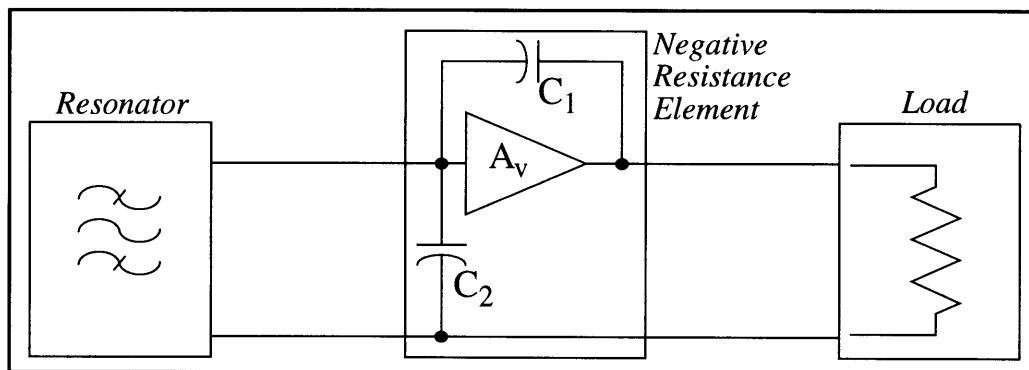 Negative
Resistance
Element
Resonator
Load
C1
Av
C2